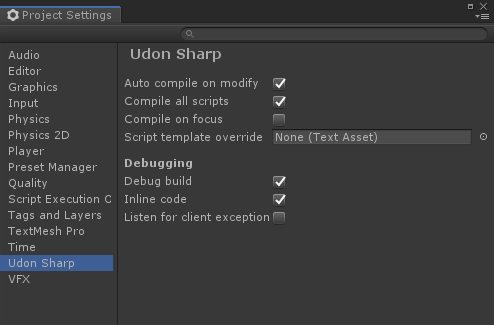 Project Settings
Audio
Editor
Graphics
Input
Physics
Physics 2D
Player
Preset Manager
Quality
Script Execution O
Tags and Layers
TextMesh Pro
Time
Udon Sharp
VFX
Udon Sharp
Auto compile on modify
Compile all scripts
Compile on focus
Script template override None (Text Asset)
Debugging
Debug build
Inline code
Listen for client exception